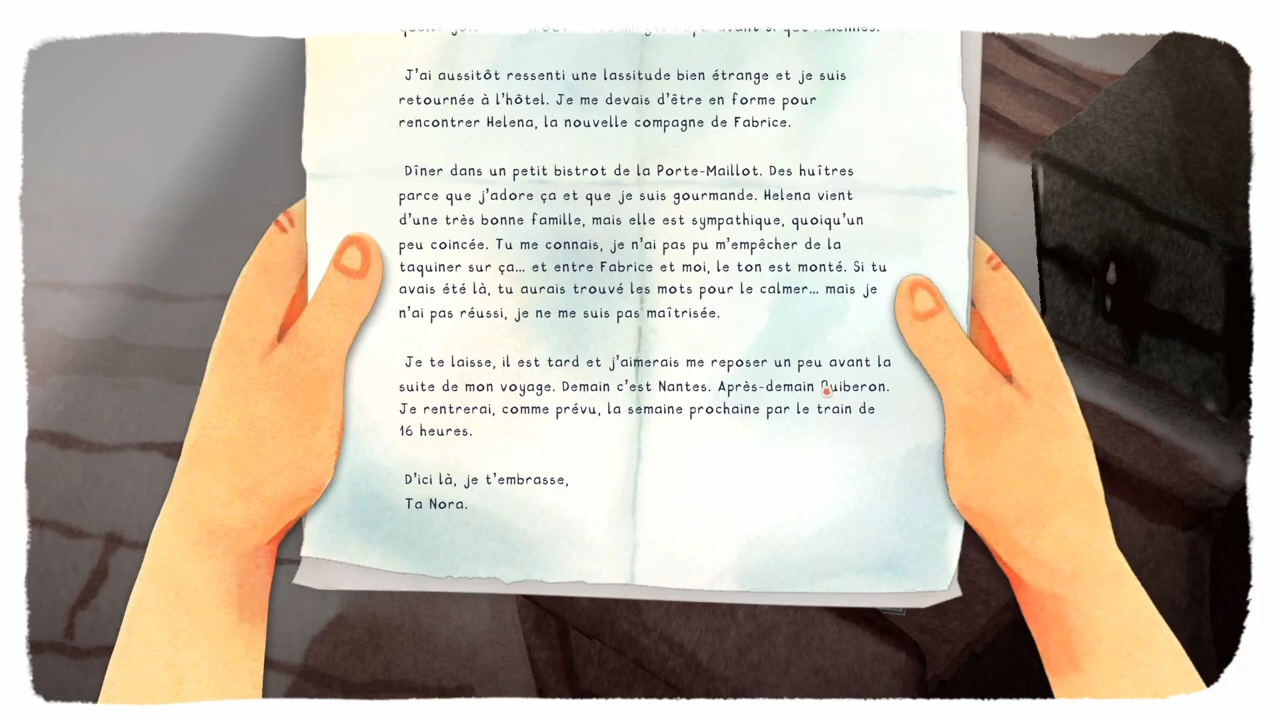 J'ai aussitôt ressenti une lassitude bien étrange et je suis
retournée à l'hôtel. Je me devais d'être en forme pour
rencontrer Helena, la nouvelle compagne de Fabrice.
Dîner dans un petit bistrot de la Porte-Maillot. Des huîtres
parce que j'adore ça et que je suis gourmande. Helena vient
d'une très bonne famille, mais elle est sympathique, quoiqu'un
peu coincée. Tu me connais, je n'ai pas pu m'empêcher de la
taquiner sur ça... et entre Fabrice et moi, le ton est monté. Si tu
avais été là, tu aurais trouvé les mots pour le calmer... mais je
n'ai pas réussi, je ne me suis pas maîtrisée.
Je te laisse, il est tard et j'aimerais me reposer un peu avant la
suite de mon voyage. Demain c'est Nantes. Après-demain Quiberon.
Je rentrerai, comme prévu, la semaine prochaine par le train de
16 heures.
D'ici là, je t'embrasse,
Ta Nora.